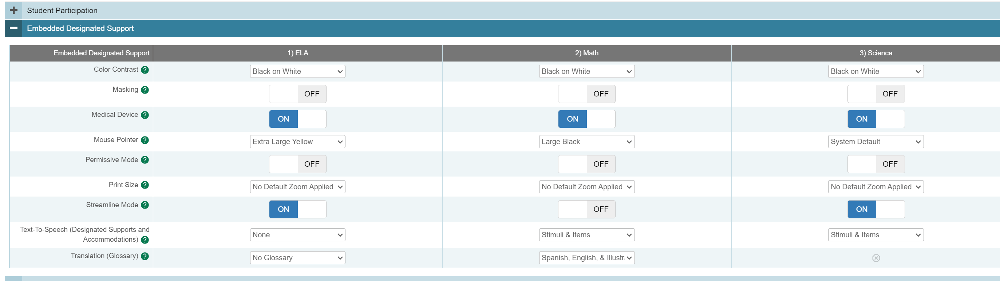 Student Participation
Embedded Designated Support
Embedded Designated Support 1) ELA 2) Math 3) Science
Color Contrast ? Black on White Black on White Black on White
Masking ? OFF OFF OFF
Medical Device ? ON ON ON
Mouse Pointer ? Extra Large Yellow Large Black System Default
Permissive Mode ? OFF OFF OFF
Print Size ? No Default Zoom Applied No Default Zoom Applied No Default Zoom Applied
Streamline Mode ? ON OFF ON
Text-To-Speech (Designated Supports and
Accommodations) ? None Stimuli & Items Stimuli & Items
Translation (Glossary) ? No Glossary Spanish, English, & Illustr